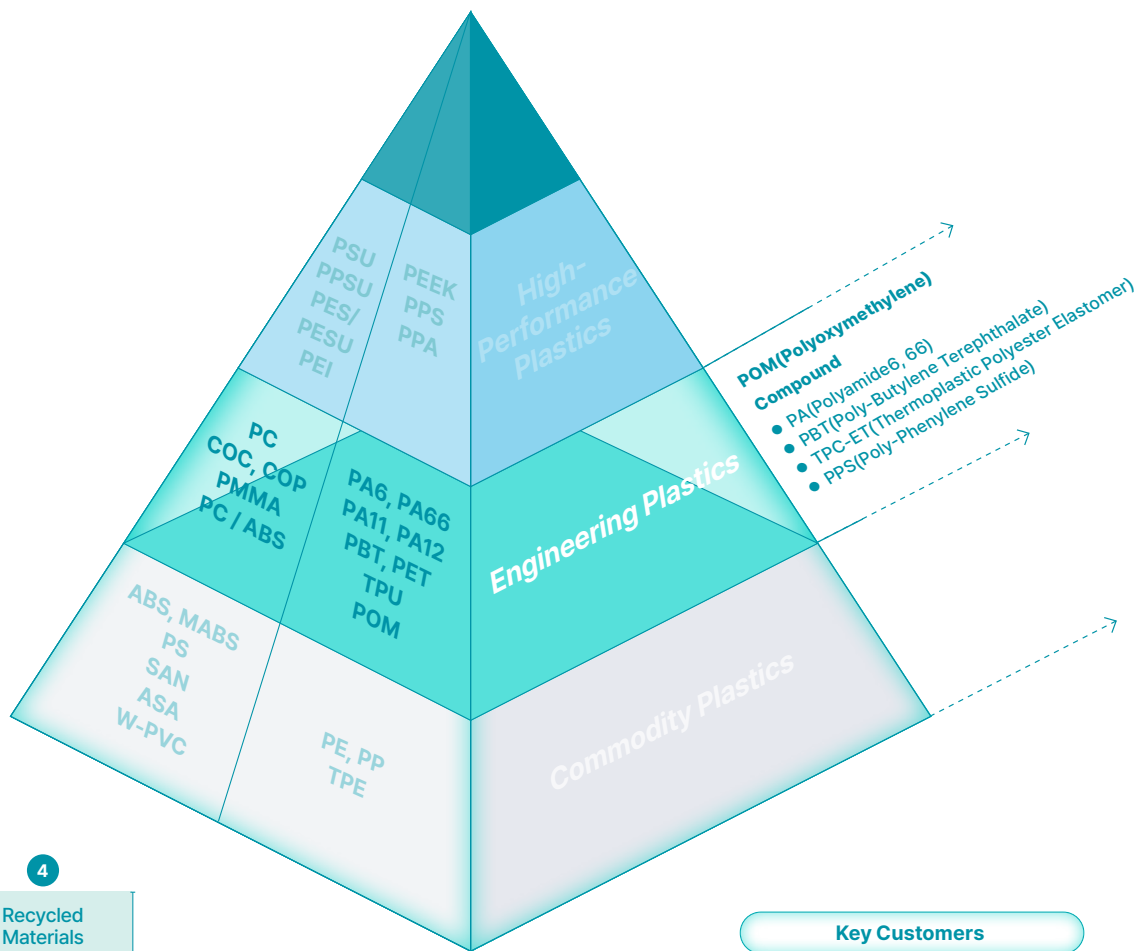 PSU
PPSU
PES/
PESU
PEI
PEEK
PPS
PPA
High-
Performance
Plastics
PC
COC, COP
PMMA
PC / ABS
PA6, PA66
PA11, PA12
PBT, PET
TPU
POM
Engineering Plastics
POM(Polyoxymethylene)
Compound
● PA(Polyamide6, 66)
● PBT(Poly-Butylene Terephthalate)
● TPC-ET(Thermoplastic Polyester Elastomer)
● PPS(Poly-Phenylene Sulfide)
ABS, MABS
PS
SAN
ASA
W-PVC
PE, PP
TPE
Commodity Plastics
4
Recycled
Materials
Key Customers